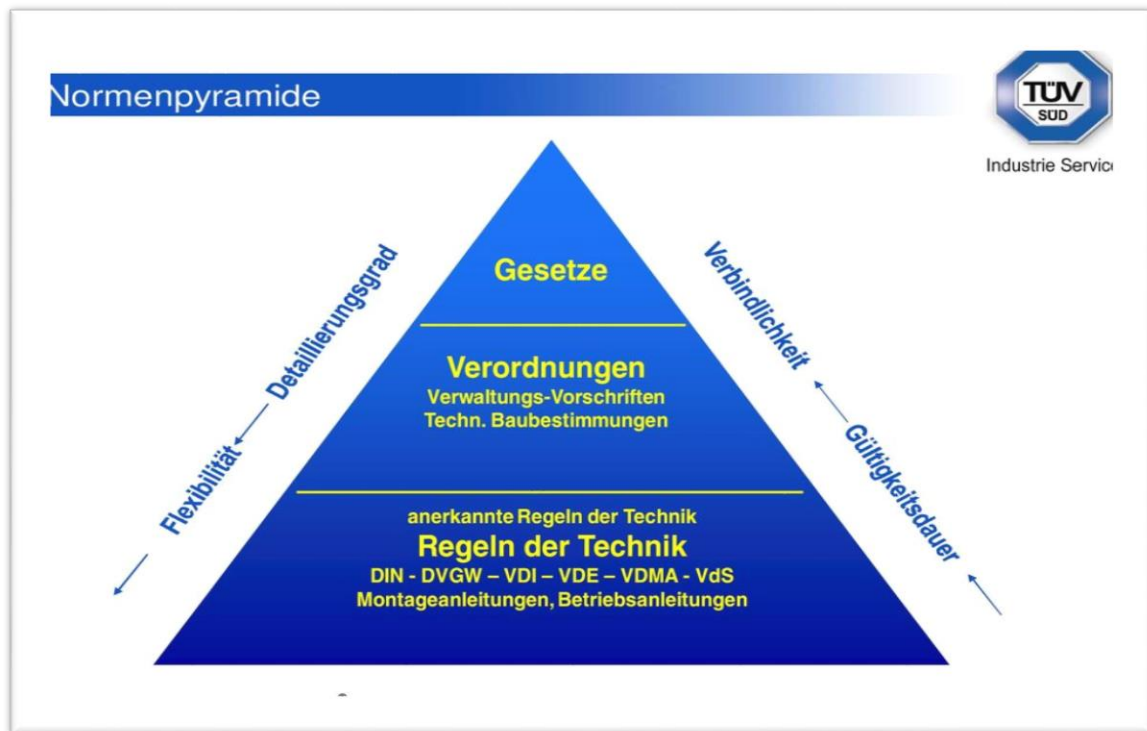 Normenpyramide
TÜV
SÜD
Industrie Service
Gesetze
Verordnungen
Verwaltungs-Vorschriften
Techn. Baubestimmungen
anerkannte Regeln der Technik
Regeln der Technik
DIN - DVGW – VDI – VDE – VDMA - VdS
Montageanleitungen, Betriebsanleitungen
Detaillierungsgrad
Flexibilität
Verbindlichkeit
Gültigkeitsdauer